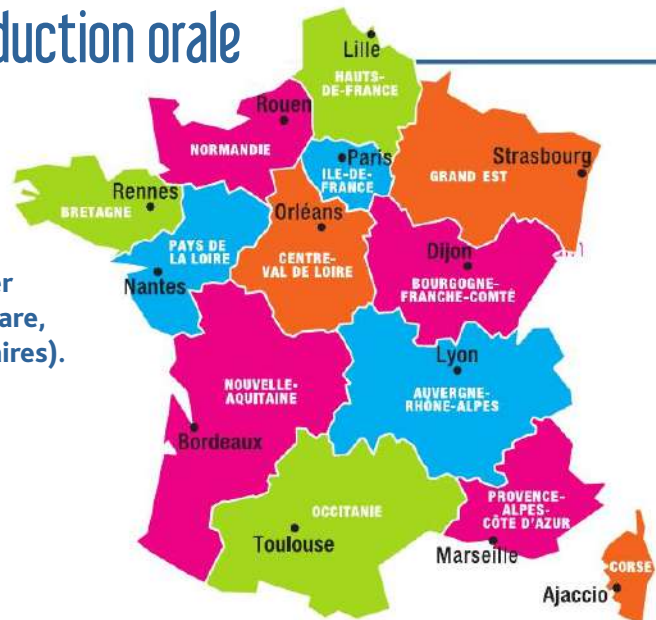 duction orale
Lille
HAUTS-
DE-FRANCE
Rouen
NORMANDIE
Paris
ILE-DE-
FRANCE
Strasbourg
GRAND EST
Rennes
BRETAGNE
Orléans
PAYS DE
LA LOIRE
CENTRE-
VAL DE LOIRE
Dijon
BOURGOGNE-
FRANCHE-COMTÉ
Nantes
er
are,
aires).
Lyon
AUVERGNE-
RHÔNE-ALPES
NOUVELLE-
AQUITAINE
Bordeaux
PROVENCE-
ALPES-
CÔTE D'AZUR
OCCITANIE
Toulouse
Marseille
CORSE
Ajaccio